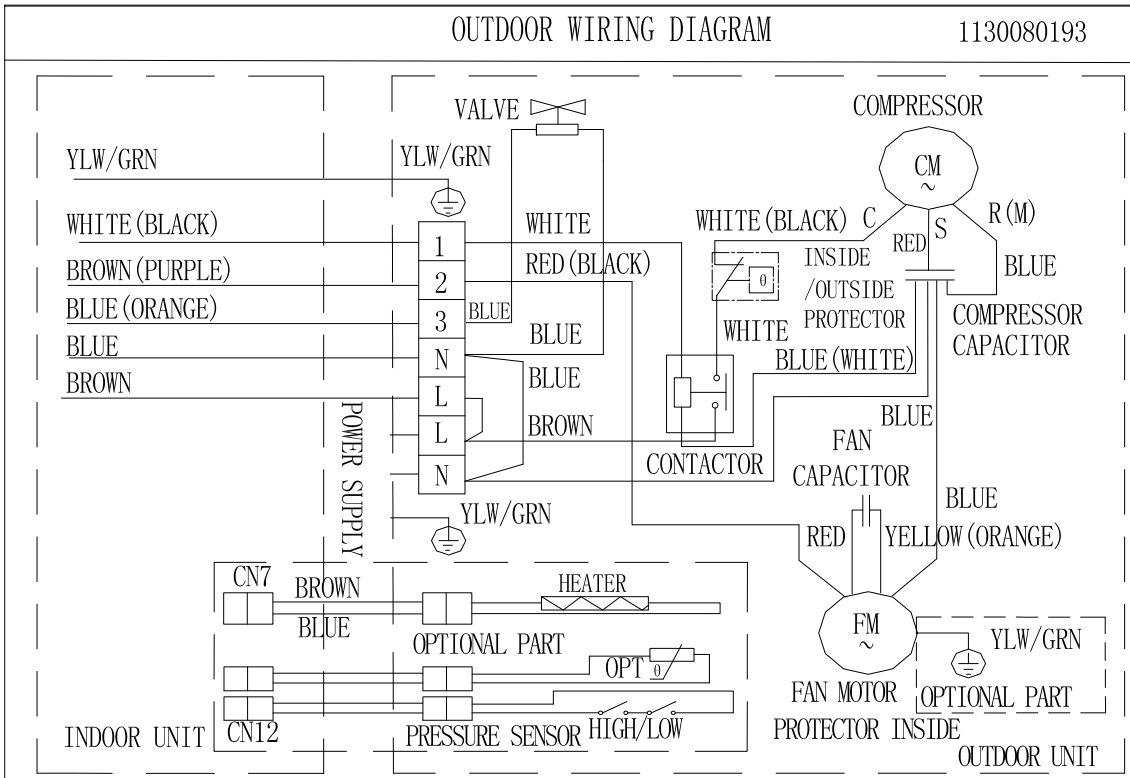 OUTDOOR WIRING DIAGRAM 1130080193
VALVE
COMPRESSOR
YLW/GRN
YLW/GRN
CM
~
WHITE(BLACK)
1
WHITE
WHITE(BLACK)
C
S
R(M)
RED
BROWN(PURPLE)
2
RED(BLACK)
INSIDE
/OUTSIDE
PROTECTOR
θ
BLUE
BLUE(ORANGE)
3
BLUE
WHITE
COMPRESSOR
CAPACITOR
BLUE
N
BLUE
BLUE
BLUE(WHITE)
BROWN
L
L
BROWN
BLUE
N
POWER SUPPLY
CONTACTOR
FAN
CAPACITOR
YLW/GRN
BLUE
RED
YELLOW(ORANGE)
CN7
BROWN
BLUE
HEATER
OPTIONAL PART
FM
~
YLW/GRN
OPT
θ
FAN MOTOR
PROTECTOR INSIDE
OPTIONAL PART
CN12
PRESSURE SENSOR
HIGH/LOW
INDOOR UNIT
OUTDOOR UNIT